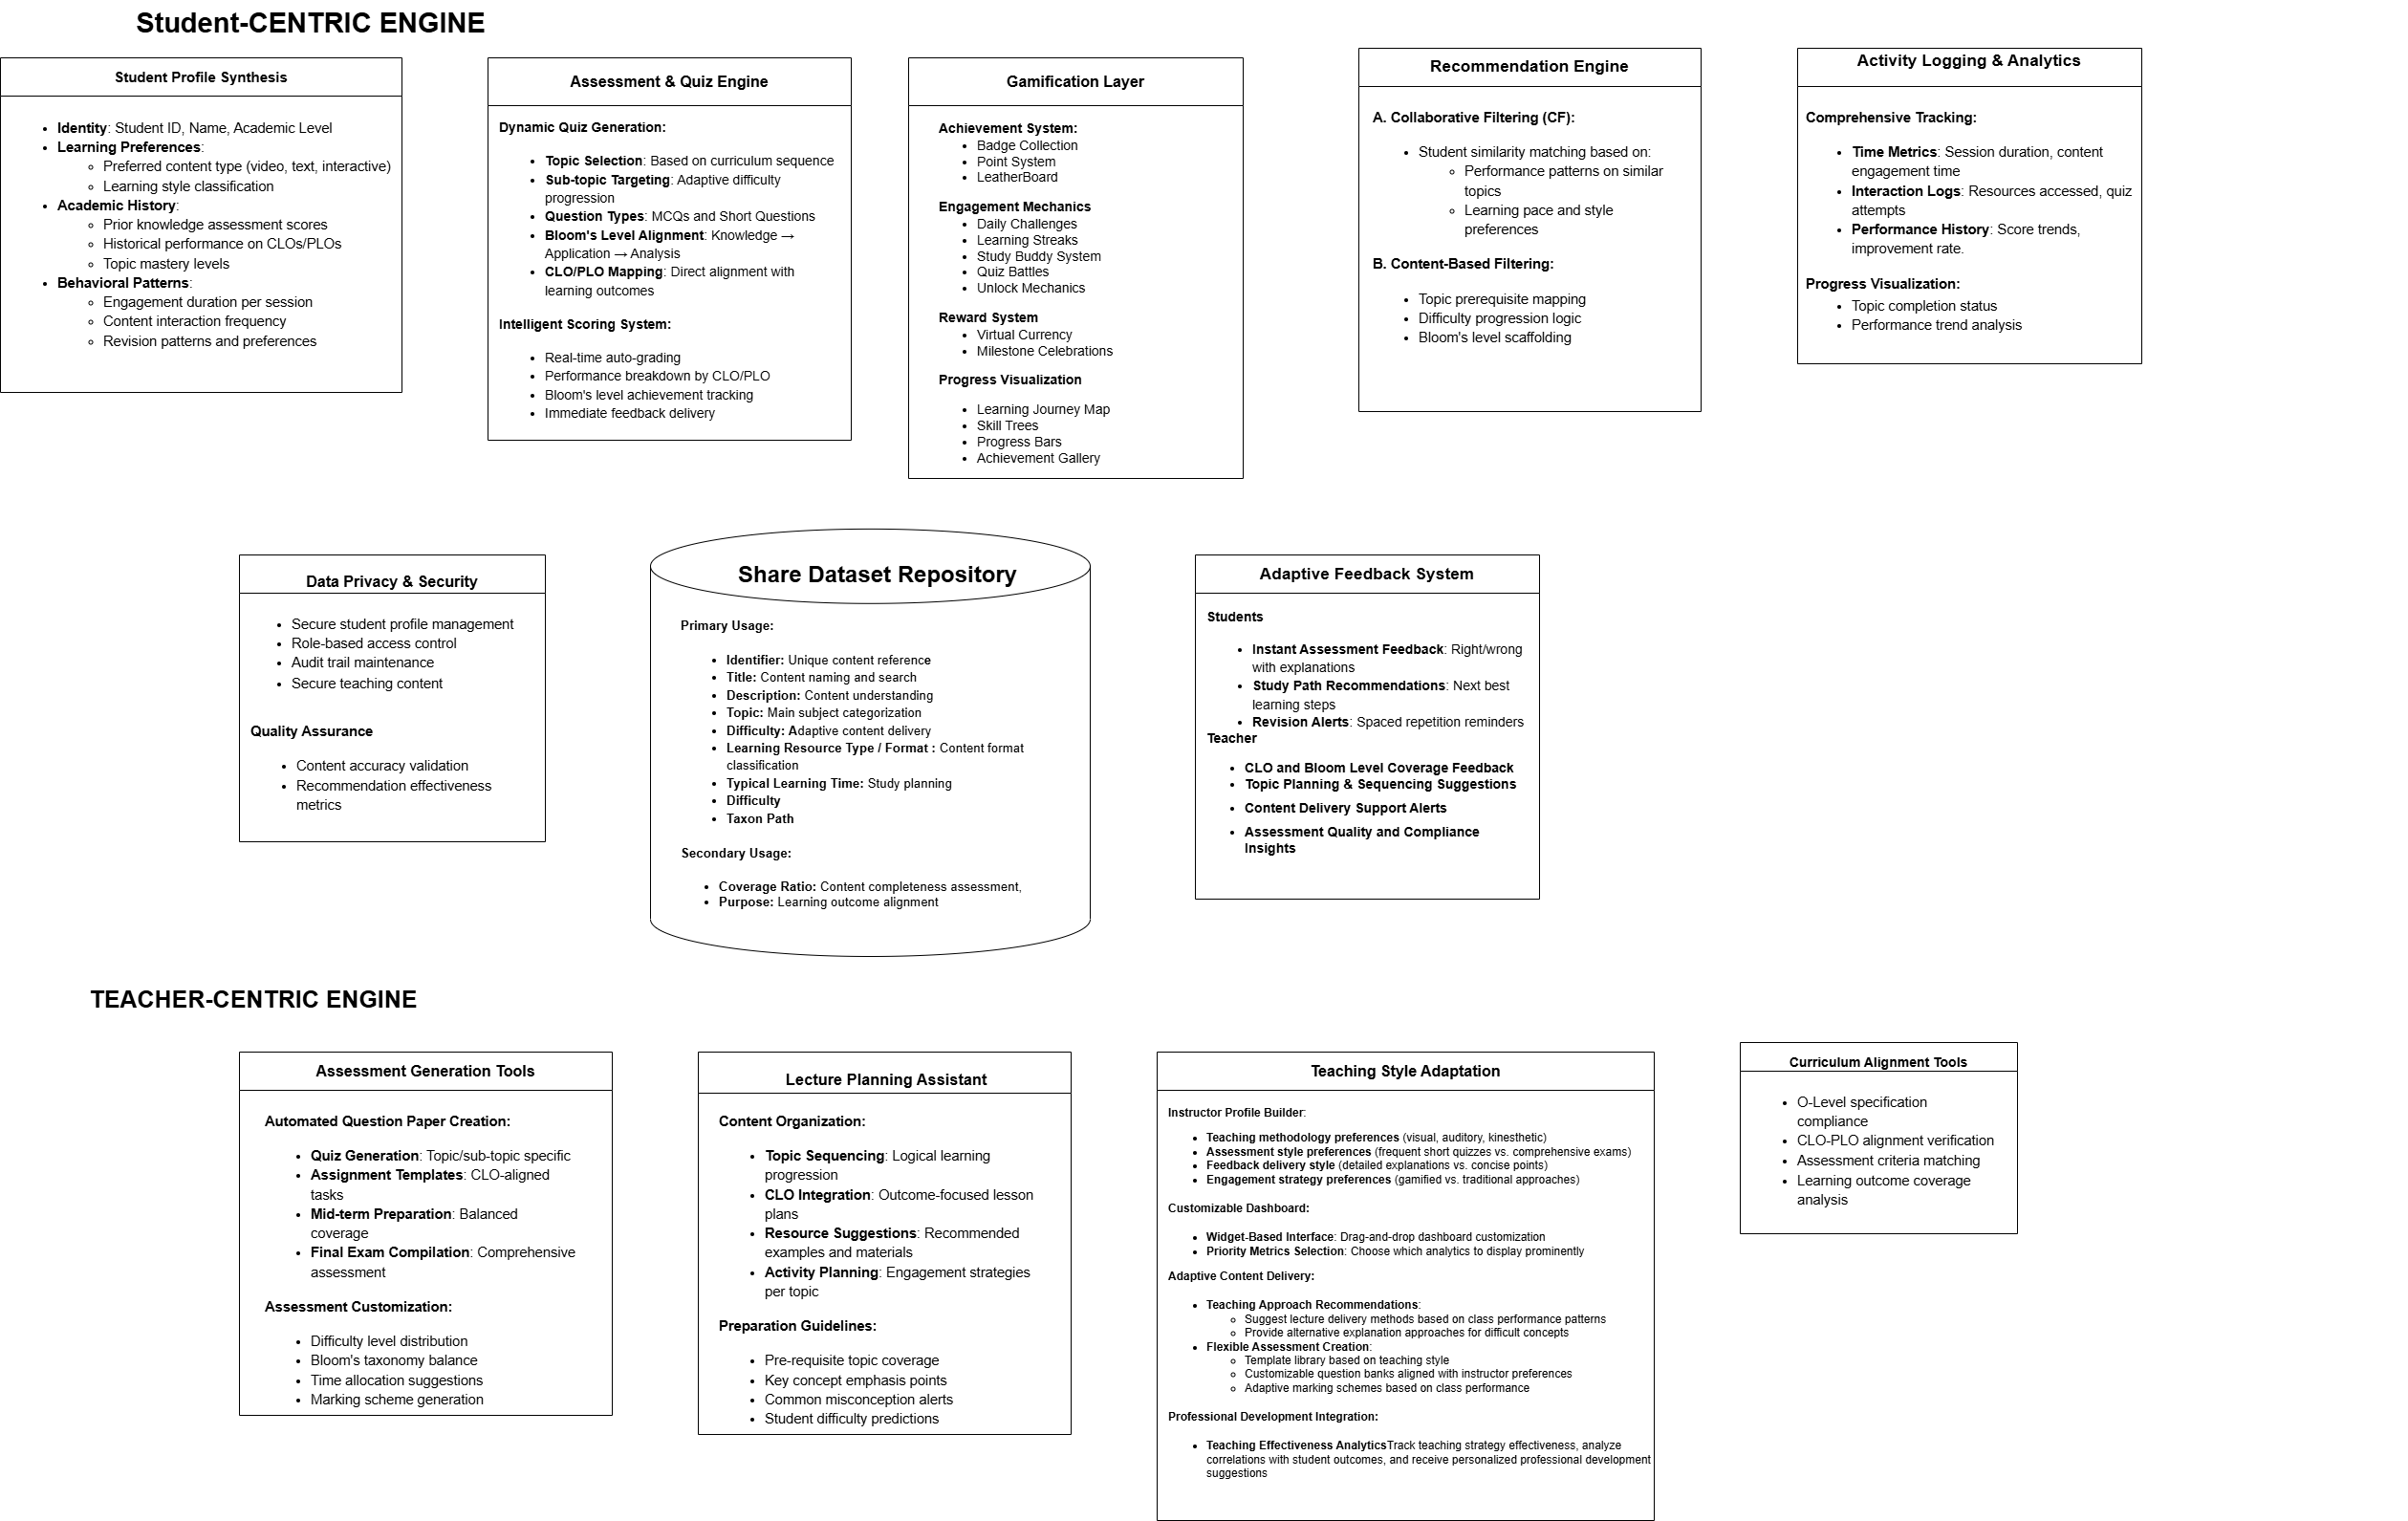 Student-CENTRIC ENGINE
Student Profile Synthesis
Identity: Student ID, Name, Academic Level
Learning Preferences:
Preferred content type (video, text, interactive)
Learning style classification
Academic History:
Prior knowledge assessment scores
Historical performance on CLOs/PLOs
Topic mastery levels
Behavioral Patterns:
Engagement duration per session
Content interaction frequency
Revision patterns and preferences
Assessment & Quiz Engine
Dynamic Quiz Generation:
Topic Selection: Based on curriculum sequence
Sub-topic Targeting: Adaptive difficulty
progression
Question Types: MCQs and Short Questions
Bloom's Level Alignment: Knowledge →
Application → Analysis
CLO/PLO Mapping: Direct alignment with
learning outcomes
Intelligent Scoring System:
Real-time auto-grading
Performance breakdown by CLO/PLO
Bloom's level achievement tracking
Immediate feedback delivery
Gamification Layer
Achievement System:
Badge Collection
Point System
LeatherBoard
Engagement Mechanics
Daily Challenges
Learning Streaks
Study Buddy System
Quiz Battles
Unlock Mechanics
Reward System
Virtual Currency
Milestone Celebrations
Progress Visualization
Learning Journey Map
Skill Trees
Progress Bars
Achievement Gallery
Recommendation Engine
A. Collaborative Filtering (CF):
Student similarity matching based on:
Performance patterns on similar
topics
Learning pace and style
preferences
B. Content-Based Filtering:
Topic prerequisite mapping
Difficulty progression logic
Bloom's level scaffolding
Activity Logging & Analytics
Comprehensive Tracking:
Time Metrics: Session duration, content
engagement time
Interaction Logs: Resources accessed, quiz
attempts
Performance History: Score trends,
improvement rate.
Progress Visualization:
Topic completion status
Performance trend analysis
Data Privacy & Security
Secure student profile management
Role-based access control
Audit trail maintenance
Secure teaching content
Quality Assurance
Content accuracy validation
Recommendation effectiveness
metrics
Share Dataset Repository
Primary Usage:
Identifier: Unique content reference
Title: Content naming and search
Description: Content understanding
Topic: Main subject categorization
Difficulty: Adaptive content delivery
Learning Resource Type / Format : Content format
classification
Typical Learning Time: Study planning
Difficulty
Taxon Path
Secondary Usage:
Coverage Ratio: Content completeness assessment,
Purpose: Learning outcome alignment
Adaptive Feedback System
Students
Instant Assessment Feedback: Right/wrong
with explanations
Study Path Recommendations: Next best
learning steps
Revision Alerts: Spaced repetition reminders
Teacher
CLO and Bloom Level Coverage Feedback
Topic Planning & Sequencing Suggestions
Content Delivery Support Alerts
Assessment Quality and Compliance
Insights
TEACHER-CENTRIC ENGINE
Assessment Generation Tools
Automated Question Paper Creation:
Quiz Generation: Topic/sub-topic specific
Assignment Templates: CLO-aligned
tasks
Mid-term Preparation: Balanced
coverage
Final Exam Compilation: Comprehensive
assessment
Assessment Customization:
Difficulty level distribution
Bloom's taxonomy balance
Time allocation suggestions
Marking scheme generation
Lecture Planning Assistant
Content Organization:
Topic Sequencing: Logical learning
progression
CLO Integration: Outcome-focused lesson
plans
Resource Suggestions: Recommended
examples and materials
Activity Planning: Engagement strategies
per topic
Preparation Guidelines:
Pre-requisite topic coverage
Key concept emphasis points
Common misconception alerts
Student difficulty predictions
Teaching Style Adaptation
Instructor Profile Builder:
Teaching methodology preferences (visual, auditory, kinesthetic)
Assessment style preferences (frequent short quizzes vs. comprehensive exams)
Feedback delivery style (detailed explanations vs. concise points)
Engagement strategy preferences (gamified vs. traditional approaches)
Customizable Dashboard:
Widget-Based Interface: Drag-and-drop dashboard customization
Priority Metrics Selection: Choose which analytics to display prominently
Adaptive Content Delivery:
Teaching Approach Recommendations:
Suggest lecture delivery methods based on class performance patterns
Provide alternative explanation approaches for difficult concepts
Flexible Assessment Creation:
Template library based on teaching style
Customizable question banks aligned with instructor preferences
Adaptive marking schemes based on class performance
Professional Development Integration:
Teaching Effectiveness AnalyticsTrack teaching strategy effectiveness, analyze
correlations with student outcomes, and receive personalized professional development
suggestions
Curriculum Alignment Tools
O-Level specification
compliance
CLO-PLO alignment verification
Assessment criteria matching
Learning outcome coverage
analysis